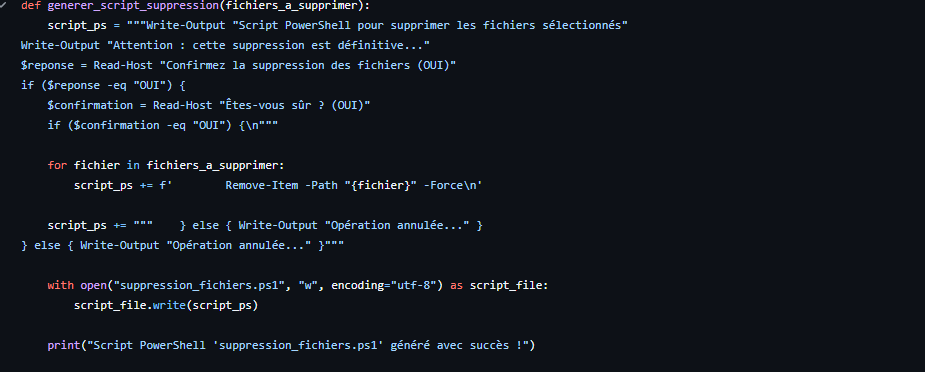 def generer_script_suppression(fichiers_a_supprimer):
    script_ps = """Write-Output "Script PowerShell pour supprimer les fichiers sélectionnés"
Write-Output "Attention : cette suppression est définitive..."
$reponse = Read-Host "Confirmez la suppression des fichiers (OUI)"
if ($reponse -eq "OUI") {
    $confirmation = Read-Host "Êtes-vous sûr ? (OUI)"
    if ($confirmation -eq "OUI") {\n"""
    for fichier in fichiers_a_supprimer:
        script_ps += f'        Remove-Item -Path "{fichier}" -Force\n'
    script_ps += """    } else { Write-Output "Opération annulée..." }
} else { Write-Output "Opération annulée..." }"""
    with open("suppression_fichiers.ps1", "w", encoding="utf-8") as script_file:
        script_file.write(script_ps)
    print("Script PowerShell 'suppression_fichiers.ps1' généré avec succès !")